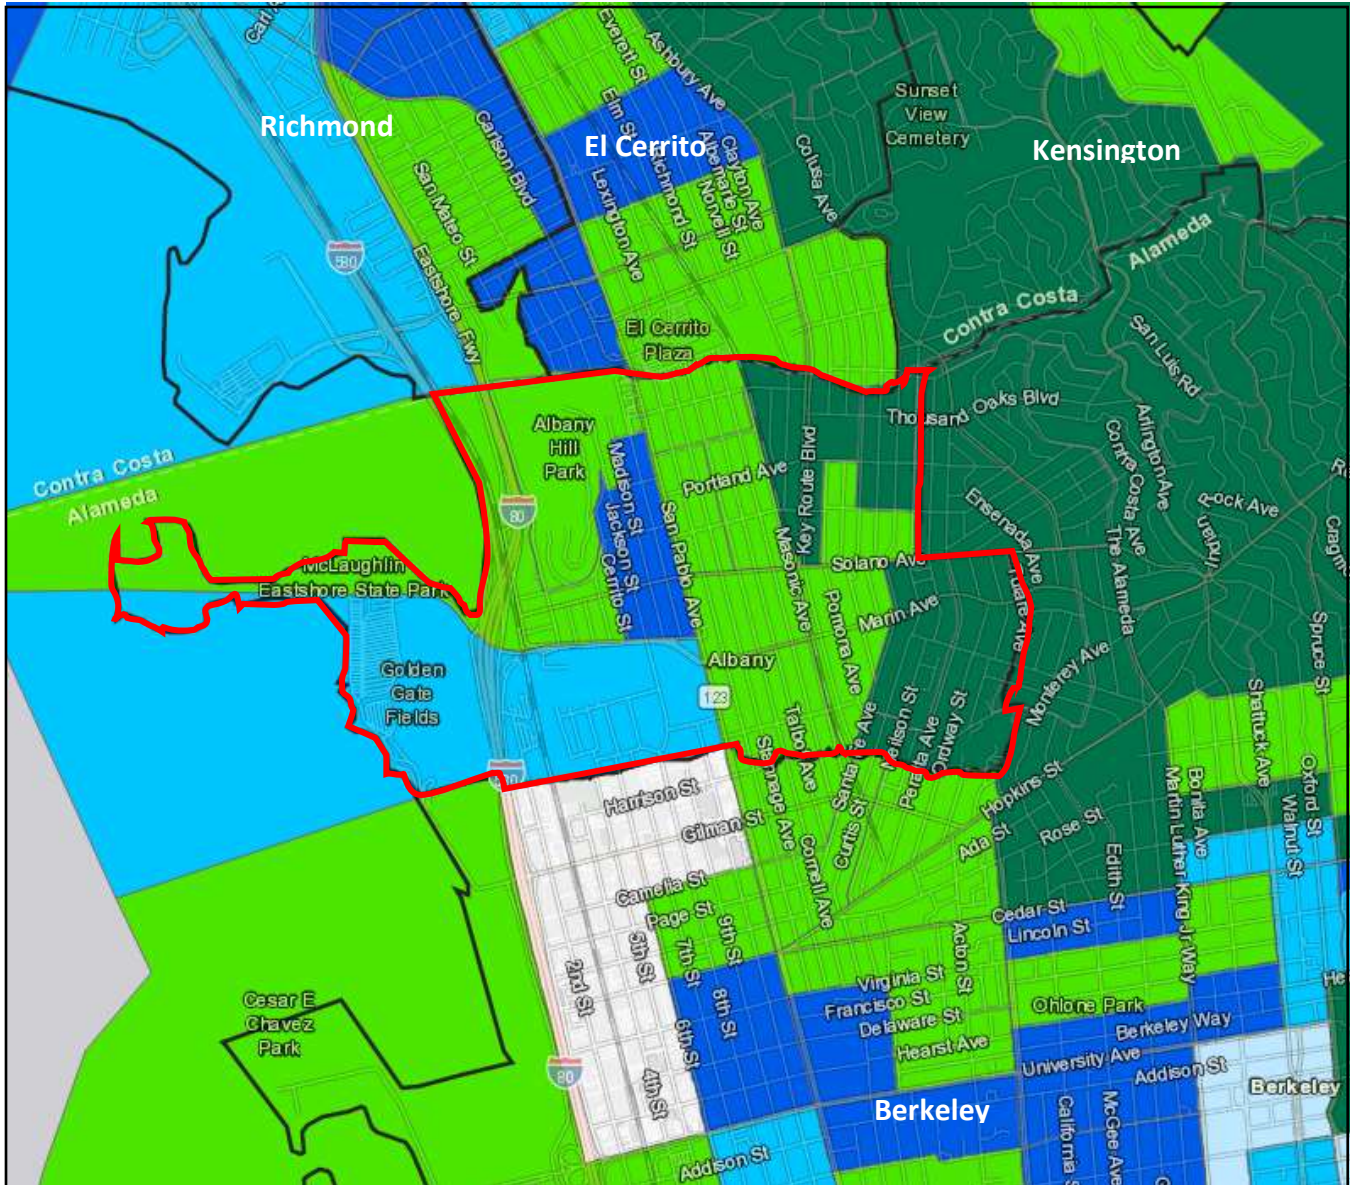 Everett St
Ashbury Ave
Richmond
El Cerrito
Kensington
Sunset
View
Cemetery
Carlson Blvd
Elm St
Richmond St
Albemarle St
Clayton Ave
Norvell St
Lexington Ave
Colusa Ave
San Mateo St
Eastshore Fwy
580
El Cerrito
Plaza
Contra Costa
Alameda
San Luis Rd
Arlington Ave
Contra Costa Ave
The Alameda
Thousand Oaks Blvd
Albany
Hill
Park
Contra Costa
Alameda
80
Madison St
Jackson St
Cerrito St
San Pablo Ave
Portland Ave
Key Route Blvd
Masonic Ave
Solano Ave
Ensenada Ave
Tulare Ave
Indian
Rock Ave
Spruce St
McLaughlin
Eastshore State Park
Marin Ave
Pomona Ave
Monterey Ave
Golden
Gate
Fields
Albany
123
Talbot Ave
Santa Fe Ave
Neilson St
Peralta Ave
Ordway St
Shattuck Ave
Harrison St
Gilman St
Camelia St
Page St
Cornell Ave
Curtis St
Hopkins St
Ada St
Rose St
Edith St
Martin Luther King Jr Way
Bonita Ave
Oxford St
Walnut St
Cedar St
Lincoln St
2nd St
5th St
7th St
9th St
8th St
6th St
4th St
Virginia St
Francisco St
Delaware St
Hearst Ave
Acton St
Ohlone Park
Berkeley Way
University Ave
Addison St
Cesar E
Chavez
Park
80
Berkeley
Berkeley
California
McGee Ave
Addison St